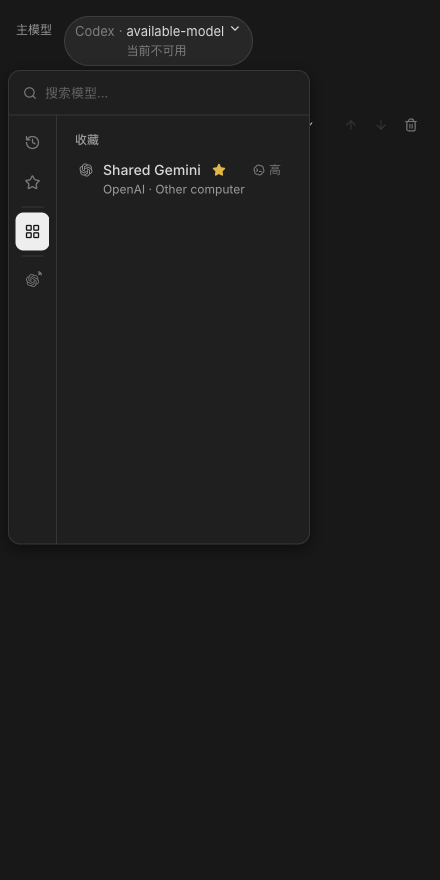 主模型
Codex · available-model
当前不可用
搜索模型...
收藏
Shared Gemini
高
OpenAI · Other computer